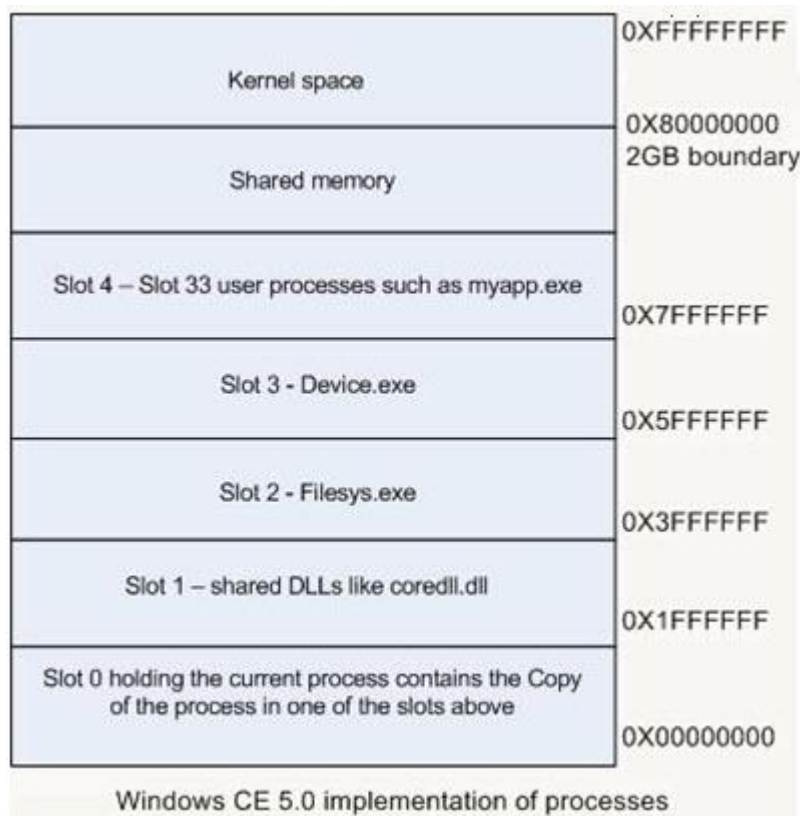 0XFFFFFFFF
Kernel space
0X80000000
2GB boundary
Shared memory
Slot 4 – Slot 33 user processes such as myapp.exe
0X7FFFFFF
Slot 3 - Device.exe
0X5FFFFFF
Slot 2 - Filesys.exe
0X3FFFFFF
Slot 1 – shared DLLs like coredll.dll
0X1FFFFFF
Slot 0 holding the current process contains the Copy
of the process in one of the slots above
0X00000000
Windows CE 5.0 implementation of processes